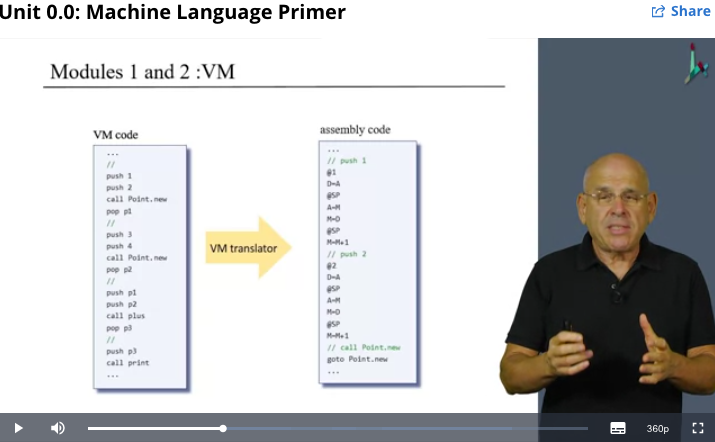 Unit 0.0: Machine Language Primer
Share
Modules 1 and 2 :VM
VM code
...
//
push 1
push 2
call Point.new
pop p1
//
push 3
push 4
call Point.new
pop p2
//
push p1
push p2
call plus
pop p3
//
push p3
call print
...
VM translator
assembly code
...
// push 1
@1
D=A
@SP
A=M
M=D
@SP
M=M+1
// push 2
@2
D=A
@SP
A=M
M=D
@SP
M=M+1
// call Point.new
goto Point.new
...
360p